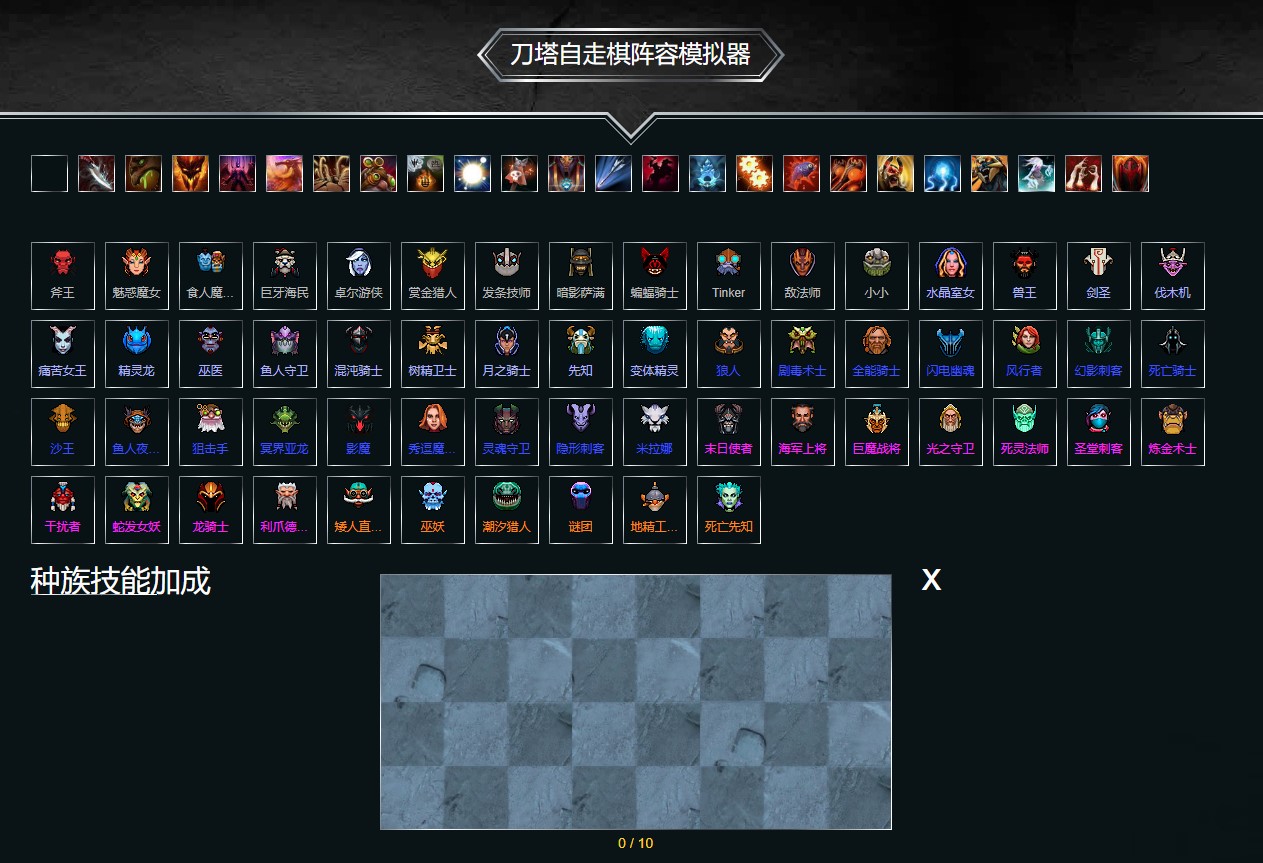 刀塔自走棋阵容模拟器
斧王 魅惑魔女 食人魔... 巨牙海民 卓尔游侠 赏金猎人 发条技师 暗影萨满 蝙蝠骑士 Tinker 敌法师 小小 水晶室女 兽王 剑圣 伐木机
痛苦女王 精灵龙 巫医 鱼人守卫 混沌骑士 树精卫士 月之骑士 先知 变体精灵 狼人 剧毒术士 全能骑士 闪电幽魂 风行者 幻影刺客 死亡骑士
沙王 鱼人夜... 狙击手 冥界亚龙 影魔 秀逗魔... 灵魂守卫 隐形刺客 米拉娜 末日使者 海军上将 巨魔战将 光之守卫 死灵法师 圣堂刺客 炼金术士
干扰者 蛇发女妖 龙骑士 利爪德... 矮人直... 巫妖 潮汐猎人 谜团 地精工... 死亡先知
种族技能加成
X
0 / 10